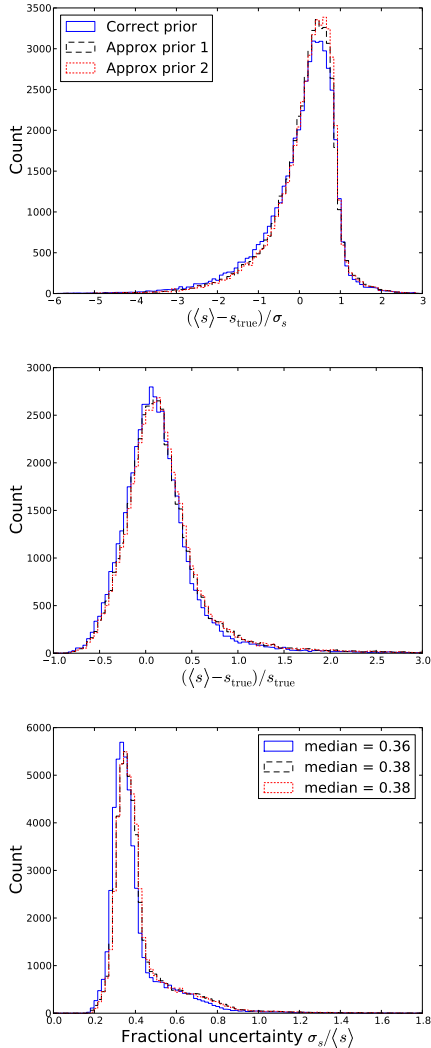 3500
3000
2500
2000
1500
1000
500
0
Count
Correct prior
Approx prior 1
Approx prior 2
−6 −5 −4 −3 −2 −1 0 1 2 3
(⟨s⟩−s_true)/σ_s
3000
2500
2000
1500
1000
500
0
Count
−1.0 −0.5 0.0 0.5 1.0 1.5 2.0 2.5 3.0
(⟨s⟩−s_true)/s_true
6000
5000
4000
3000
2000
1000
0
Count
median = 0.36
median = 0.38
median = 0.38
0.0 0.2 0.4 0.6 0.8 1.0 1.2 1.4 1.6 1.8
Fractional uncertainty σ_s/⟨s⟩